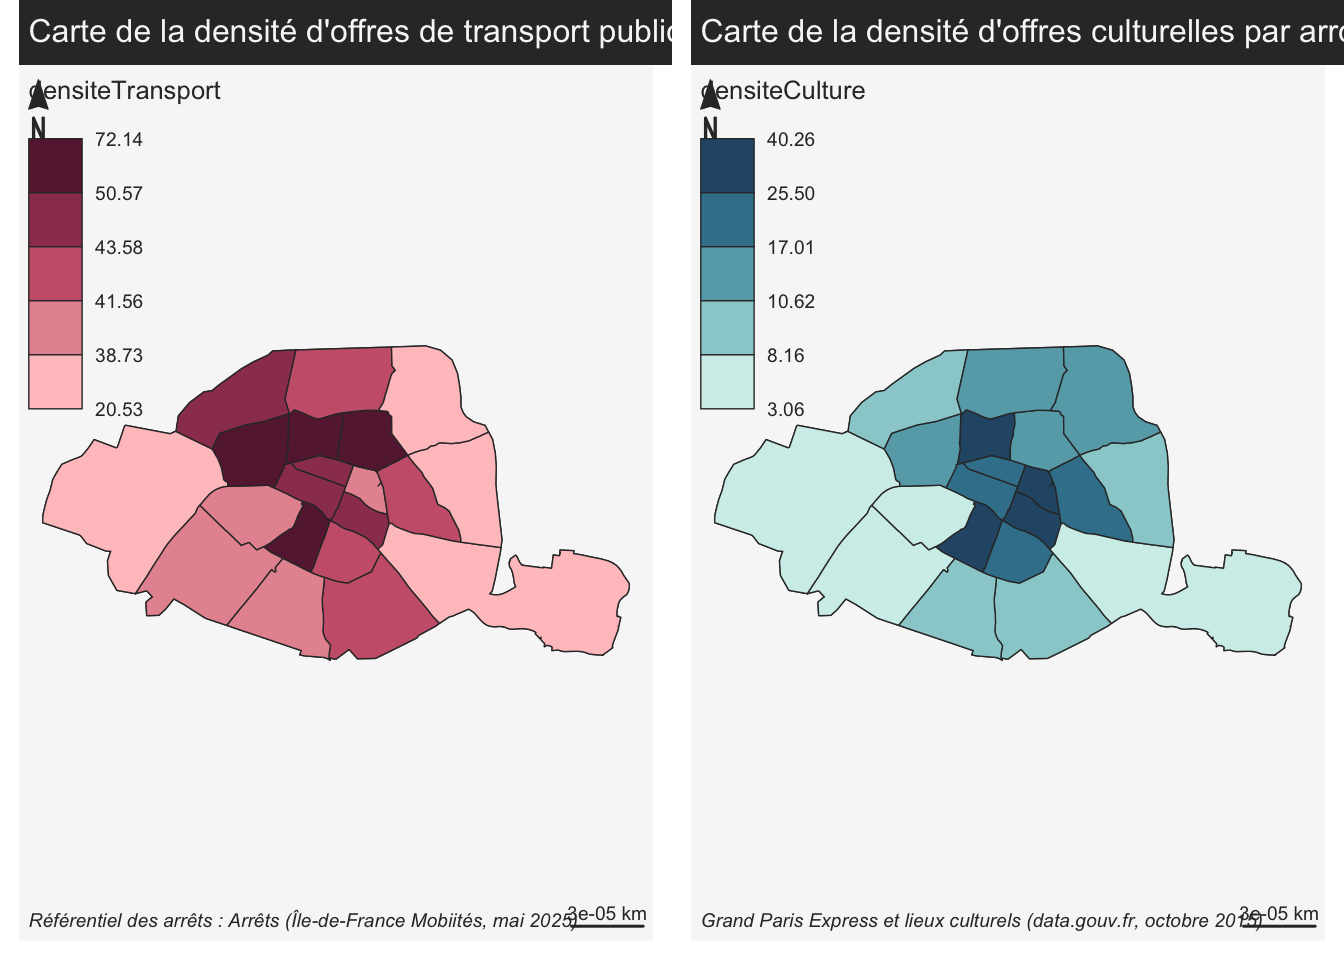 Carte de la densité d'offres de transport public
densiteTransport
N
72.14
50.57
43.58
41.56
38.73
20.53
Référentiel des arrêts : Arrêts (Île-de-France Mobiités, mai 2025)
3e-05 km
Carte de la densité d'offres culturelles par arro
densiteCulture
N
40.26
25.50
17.01
10.62
8.16
3.06
Grand Paris Express et lieux culturels (data.gouv.fr, octobre 2015)
3e-05 km